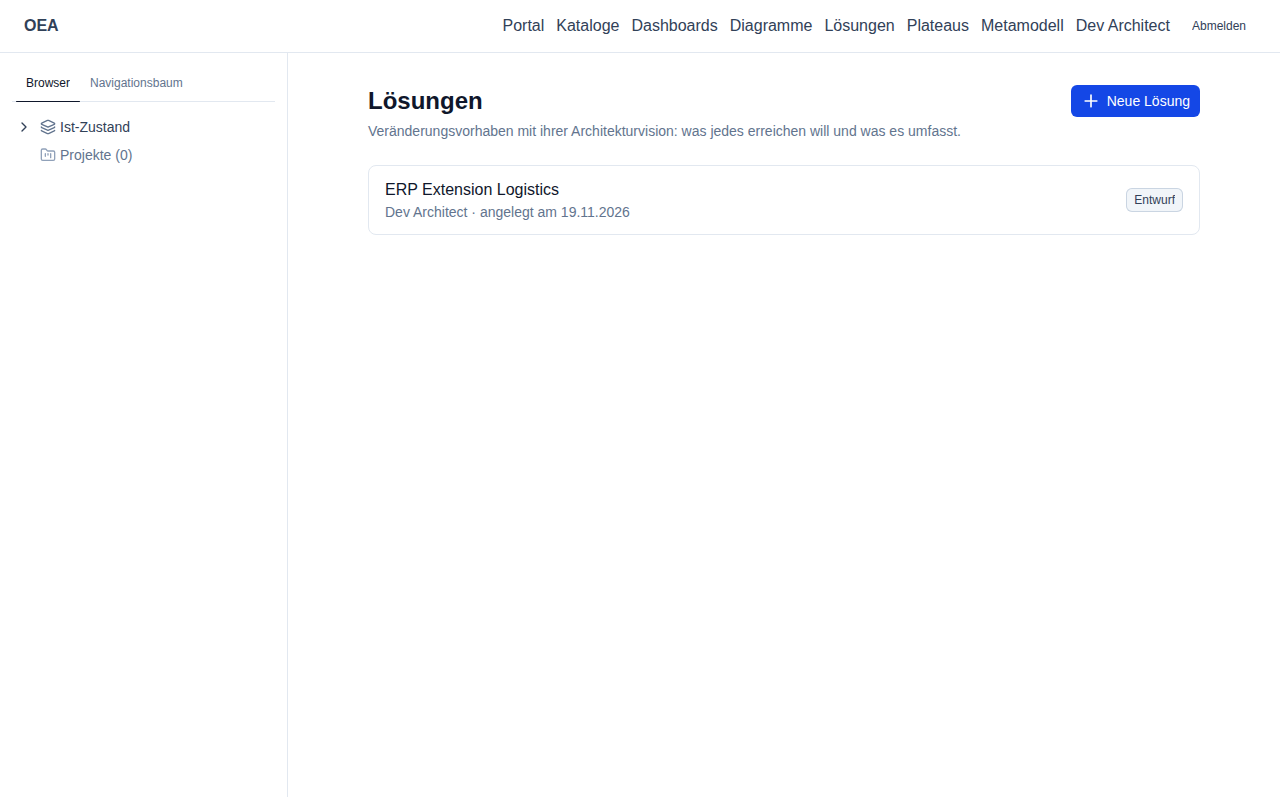 OEA
Portal Kataloge Dashboards Diagramme Lösungen Plateaus Metamodell Dev Architect Abmelden
Browser Navigationsbaum
Ist-Zustand
Projekte (0)
Lösungen
Neue Lösung
Veränderungsvorhaben mit ihrer Architekturvision: was jedes erreichen will und was es umfasst.
ERP Extension Logistics
Dev Architect · angelegt am 19.11.2026
Entwurf